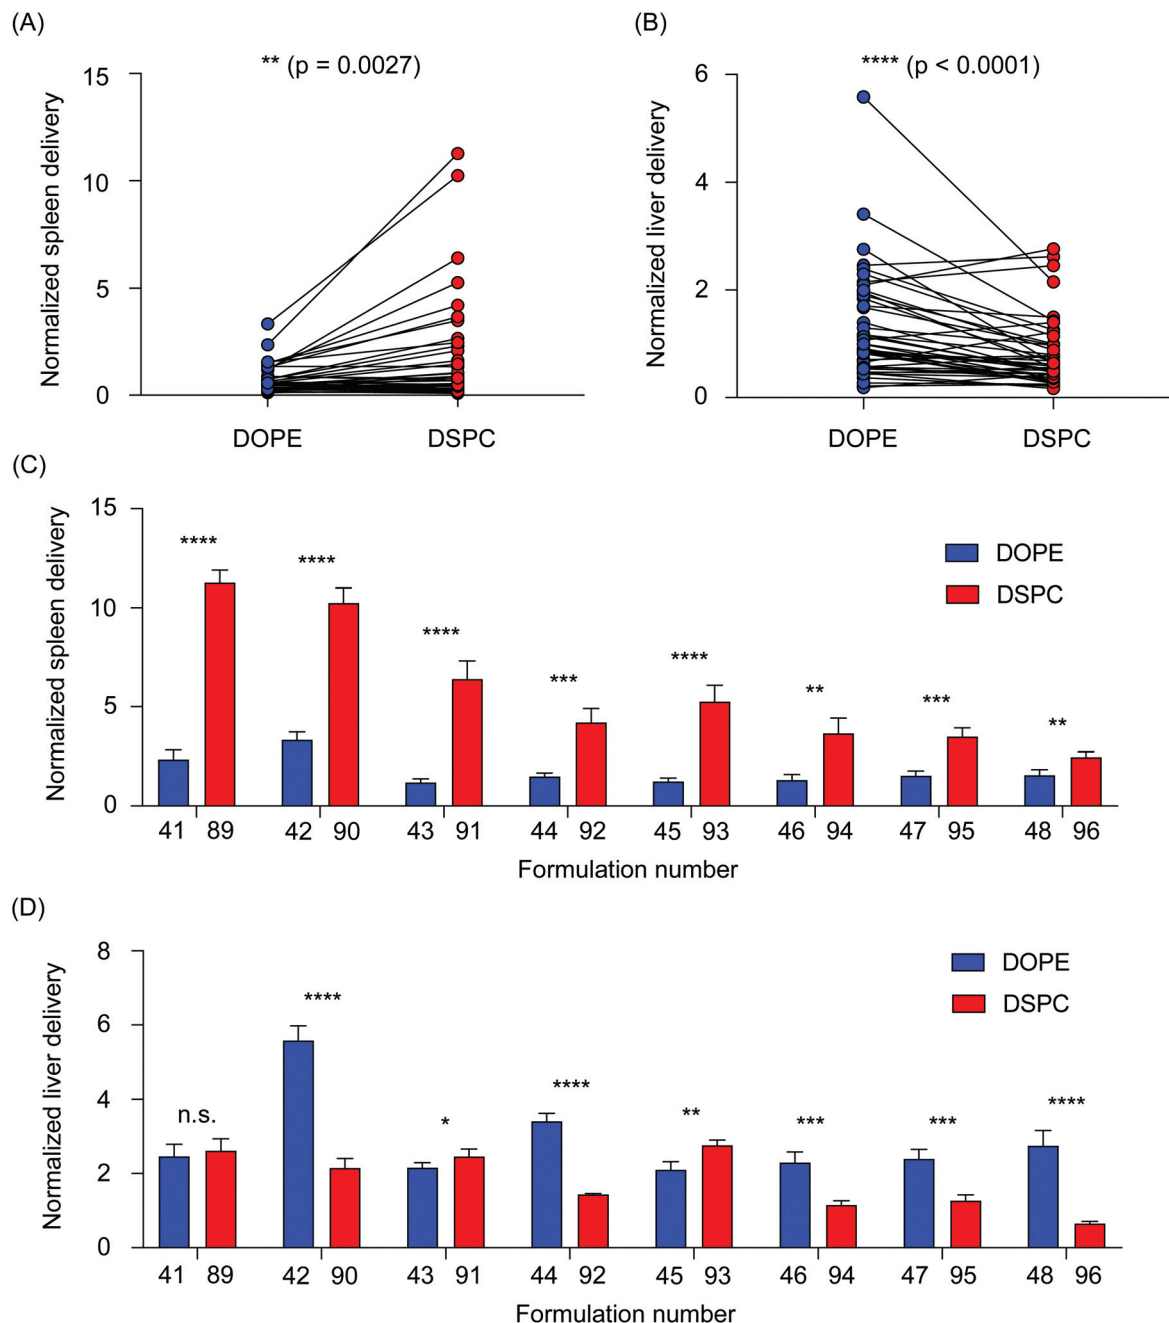 (A)
** (p = 0.0027)
Normalized spleen delivery
15
10
5
0
DOPE DSPC
(B)
**** (p < 0.0001)
Normalized liver delivery
6
4
2
0
DOPE DSPC
(C)
Normalized spleen delivery
15
10
5
0
**** **** **** *** **** ** *** **
DOPE
DSPC
41 89 42 90 43 91 44 92 45 93 46 94 47 95 48 96
Formulation number
(D)
Normalized liver delivery
8
6
4
2
0
n.s. **** * **** ** *** *** ****
DOPE
DSPC
41 89 42 90 43 91 44 92 45 93 46 94 47 95 48 96
Formulation number